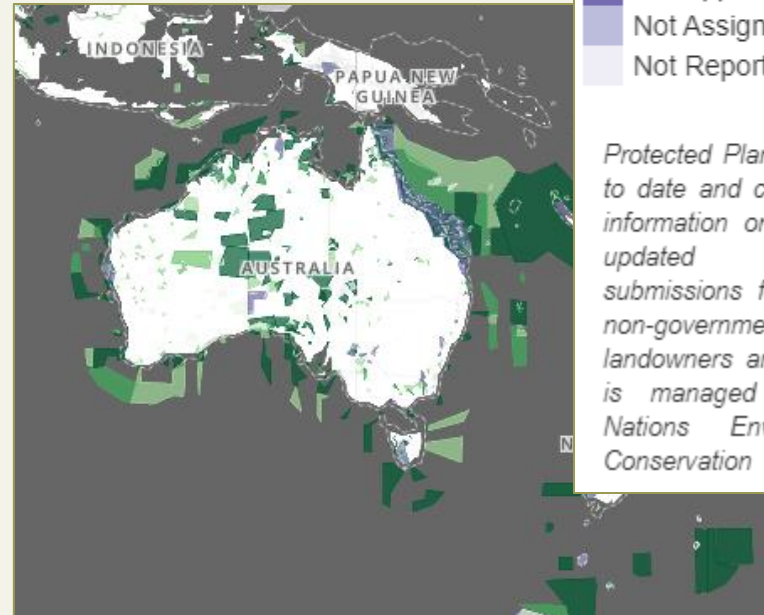 INDONESIA
PAPUA NEW
GUINEA
AUSTRALIA
N
Not Assign
Not Report
Protected Plan
to date and c
information or
updated
submissions f
non-governme
landowners a
is managed
Nations Env
Conservation